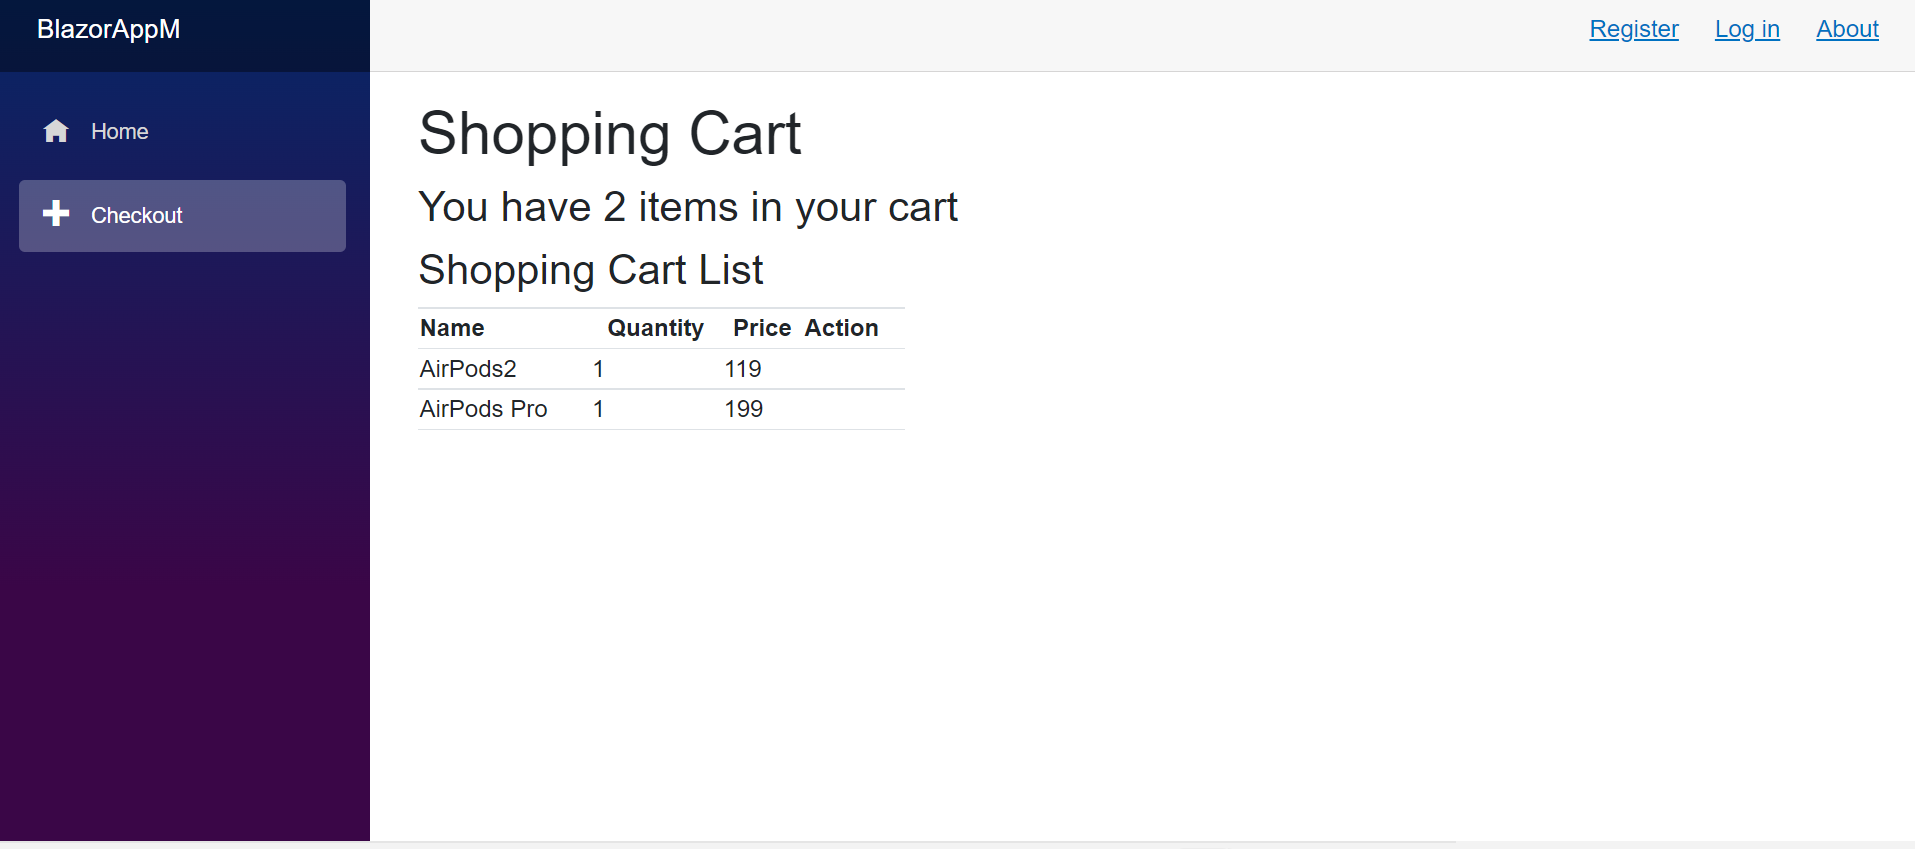 BlazorAppM
Register Log in About
Home
Checkout
Shopping Cart
You have 2 items in your cart
Shopping Cart List
Name Quantity Price Action
AirPods2 1 119
AirPods Pro 1 199